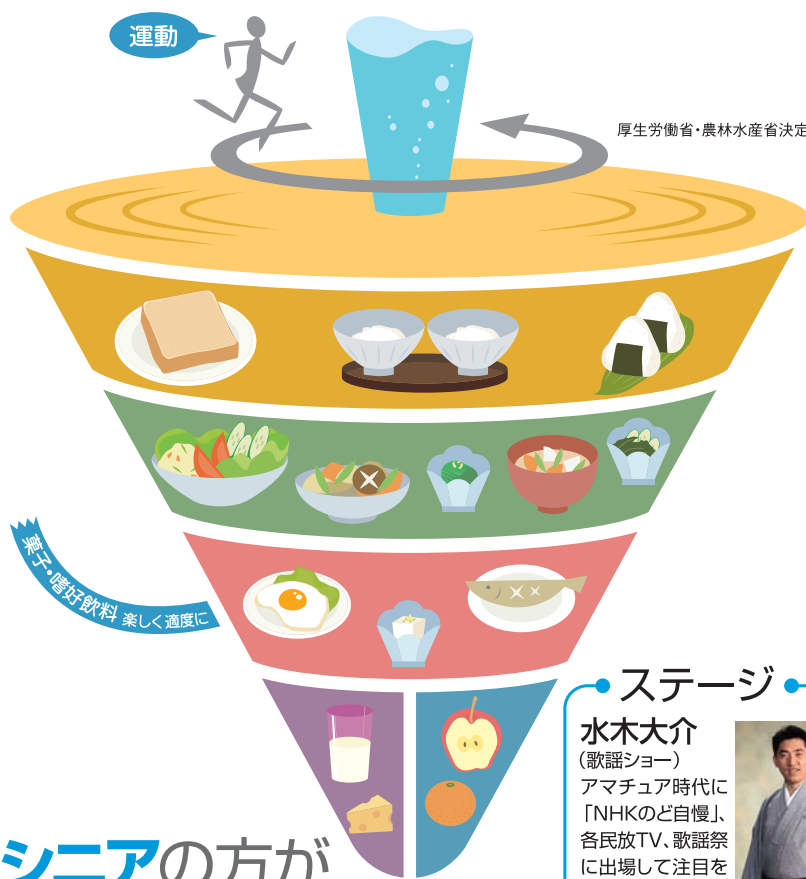 運動
厚生労働省・農林水産省決定
菓子・嗜好飲料 楽しく適度に
ステージ
水木大介
（歌謡ショー）
アマチュア時代に
「NHKのど自慢」、
各民放TV、歌謡祭
に出場して注目を
シニアの方が